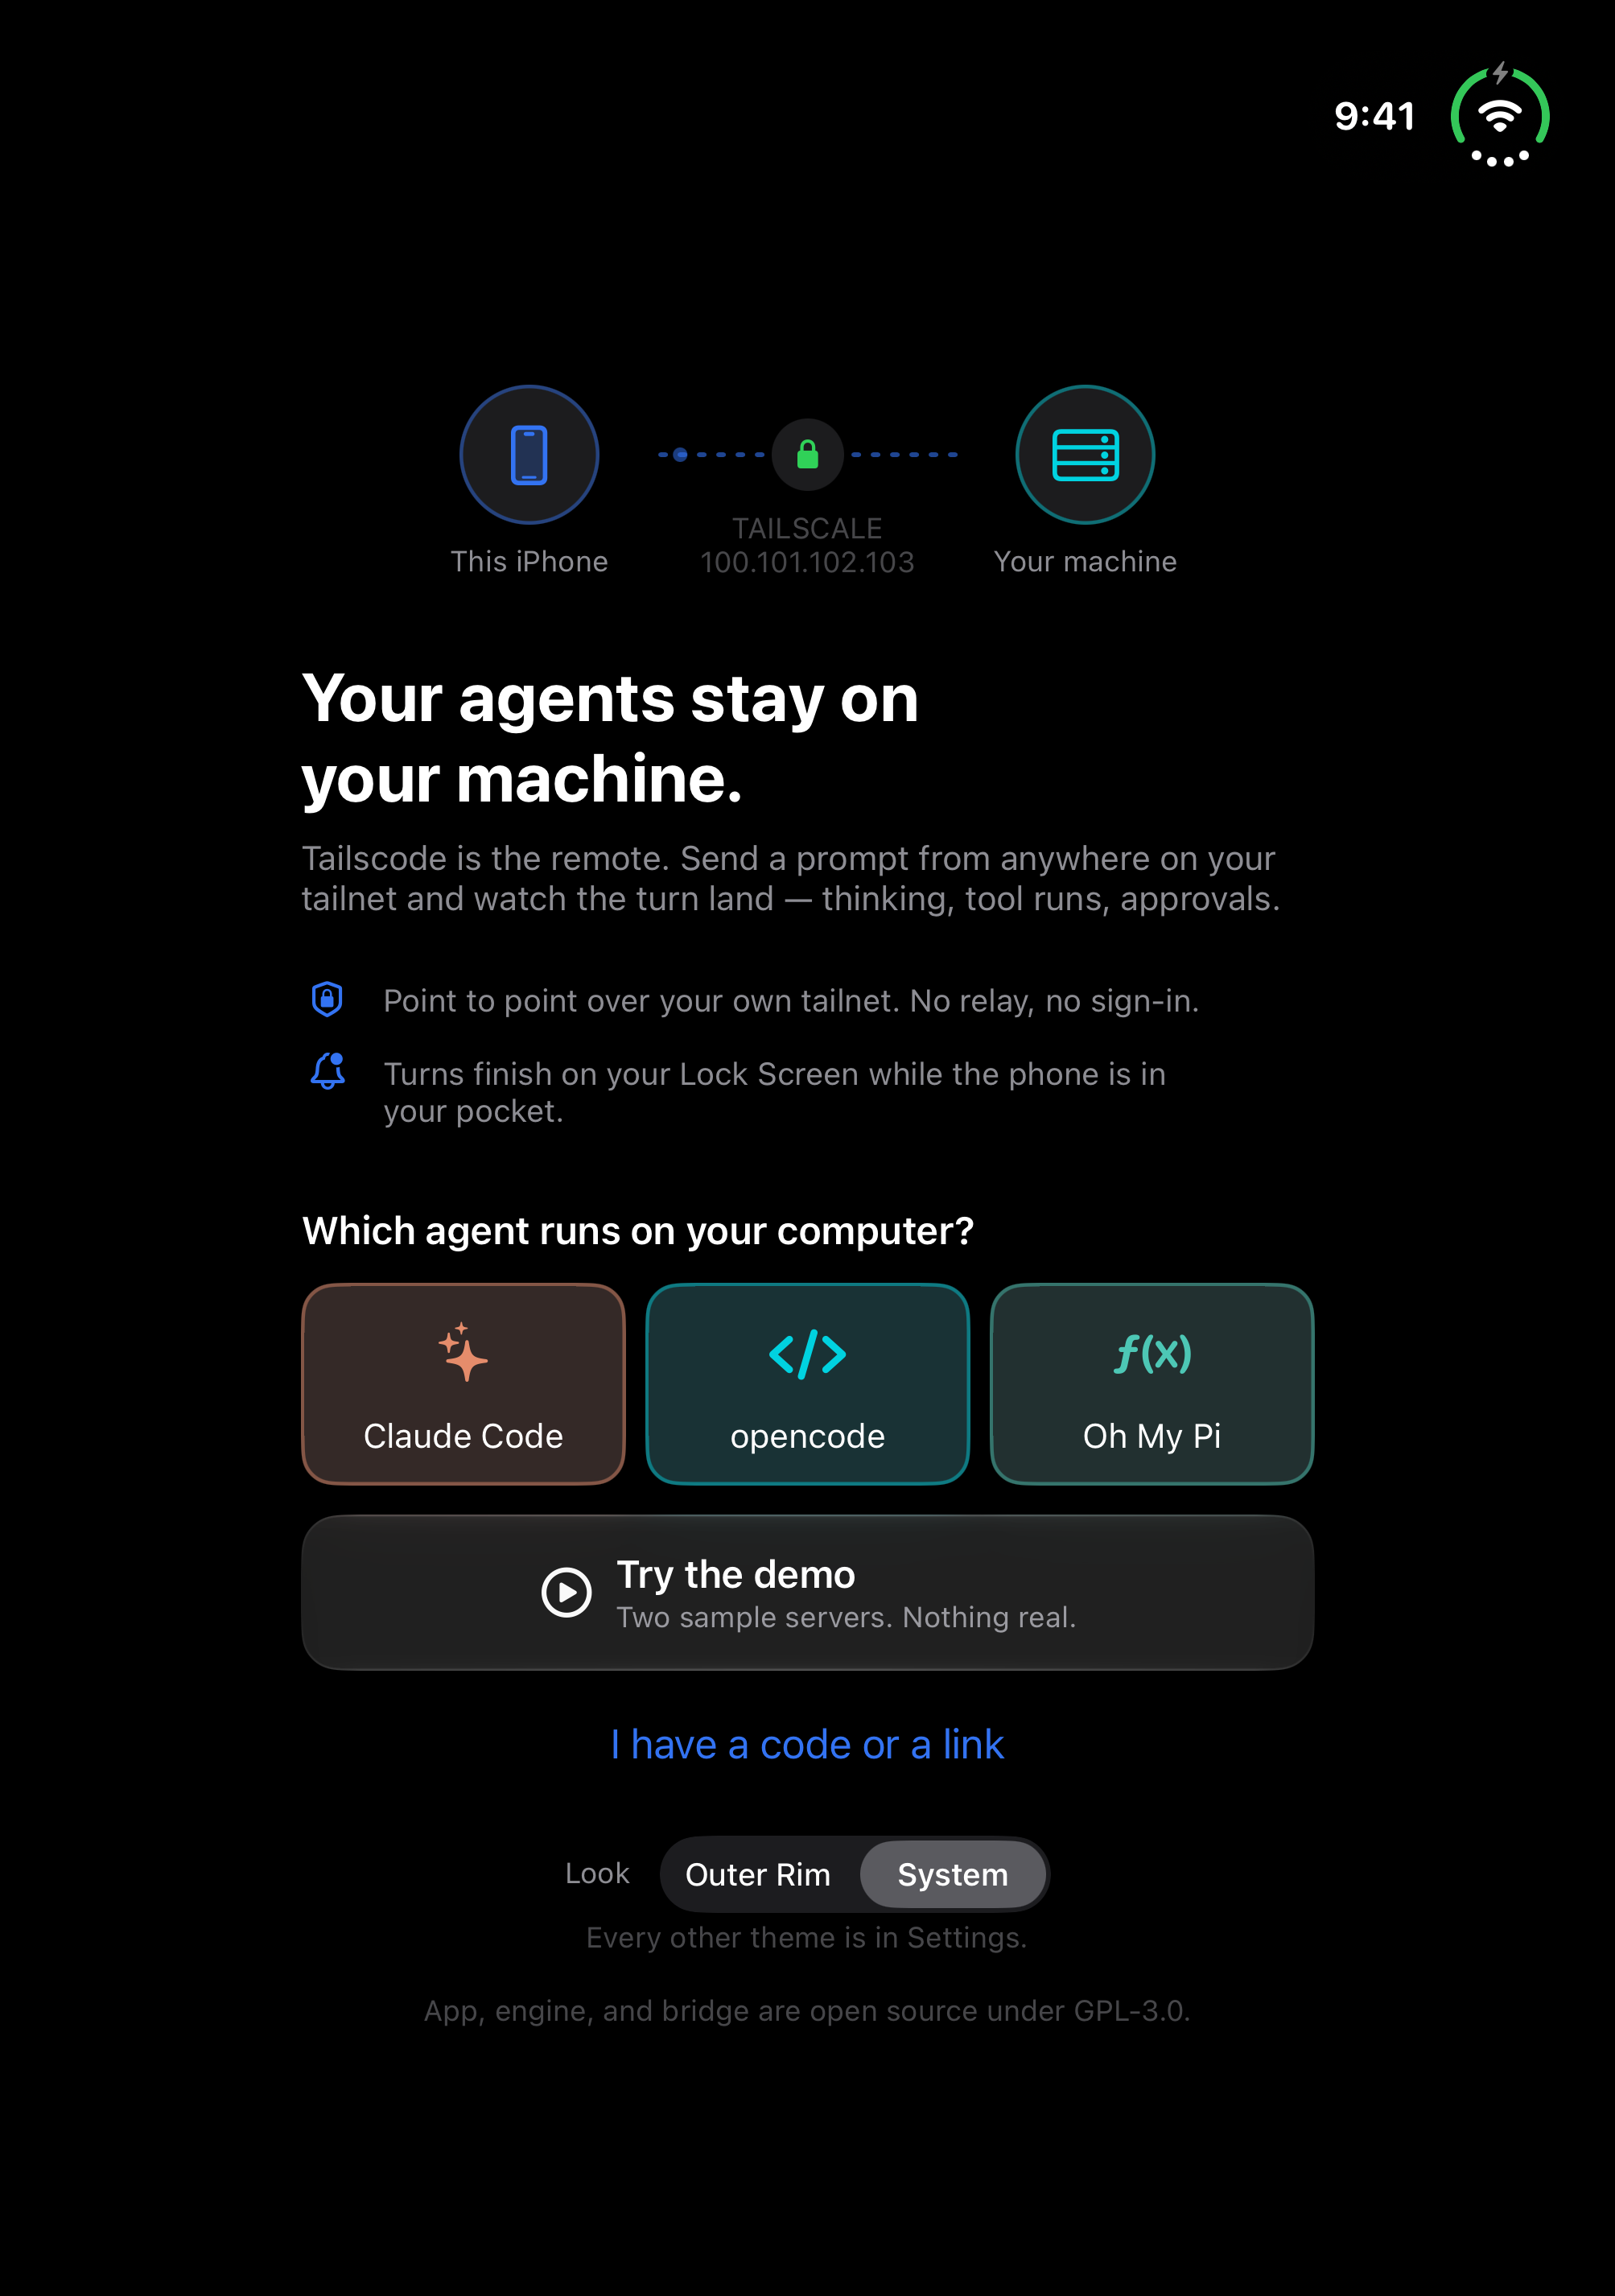 9:41
TAILSCALE
This iPhone
100.101.102.103
Your machine
Your agents stay on
your machine.
Tailscode is the remote. Send a prompt from anywhere on your
tailnet and watch the turn land — thinking, tool runs, approvals.
Point to point over your own tailnet. No relay, no sign-in.
Turns finish on your Lock Screen while the phone is in
your pocket.
Which agent runs on your computer?
ƒ(x)
Claude Code
opencode
Oh My Pi
Try the demo
Two sample servers. Nothing real.
I have a code or a link
Look
Outer Rim
System
Every other theme is in Settings.
App, engine, and bridge are open source under GPL-3.0.